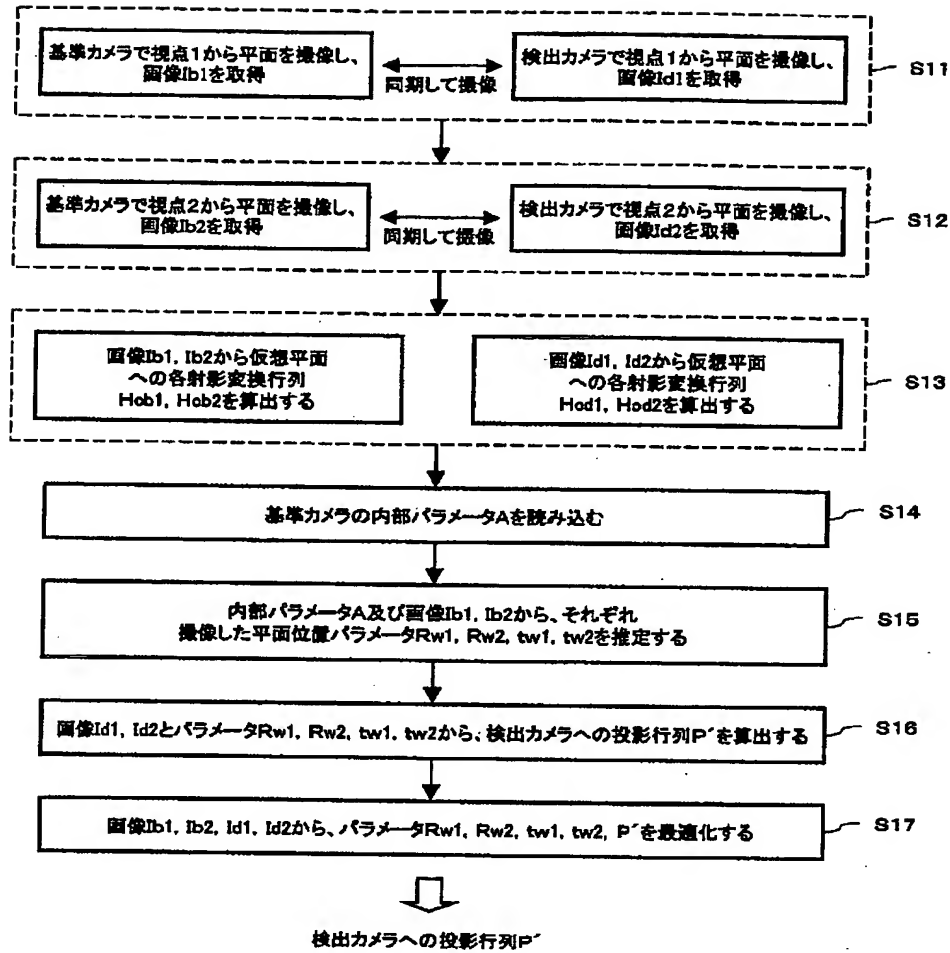 基準カメラで視点1から平面を撮像し、
画像Ib1を取得
同期して撮像
検出カメラで視点1から平面を撮像し、
画像Id1を取得
S11
基準カメラで視点2から平面を撮像し、
画像Ib2を取得
同期して撮像
検出カメラで視点2から平面を撮像し、
画像Id2を取得
S12
画像Ib1, Ib2から仮想平面
への各射影変換行列
Hob1, Hob2を算出する
画像Id1, Id2から仮想平面
への各射影変換行列
Hod1, Hod2を算出する
S13
基準カメラの内部パラメータAを読み込む
S14
内部パラメータA及び画像Ib1, Ib2から、それぞれ
撮像した平面位置パラメータRw1, Rw2, tw1, tw2を推定する
S15
画像Id1, Id2とパラメータRw1, Rw2, tw1, tw2から、検出カメラへの投影行列P´を算出する
S16
画像Ib1, Ib2, Id1, Id2から、パラメータRw1, Rw2, tw1, tw2, P´を最適化する
S17
検出カメラへの投影行列P´